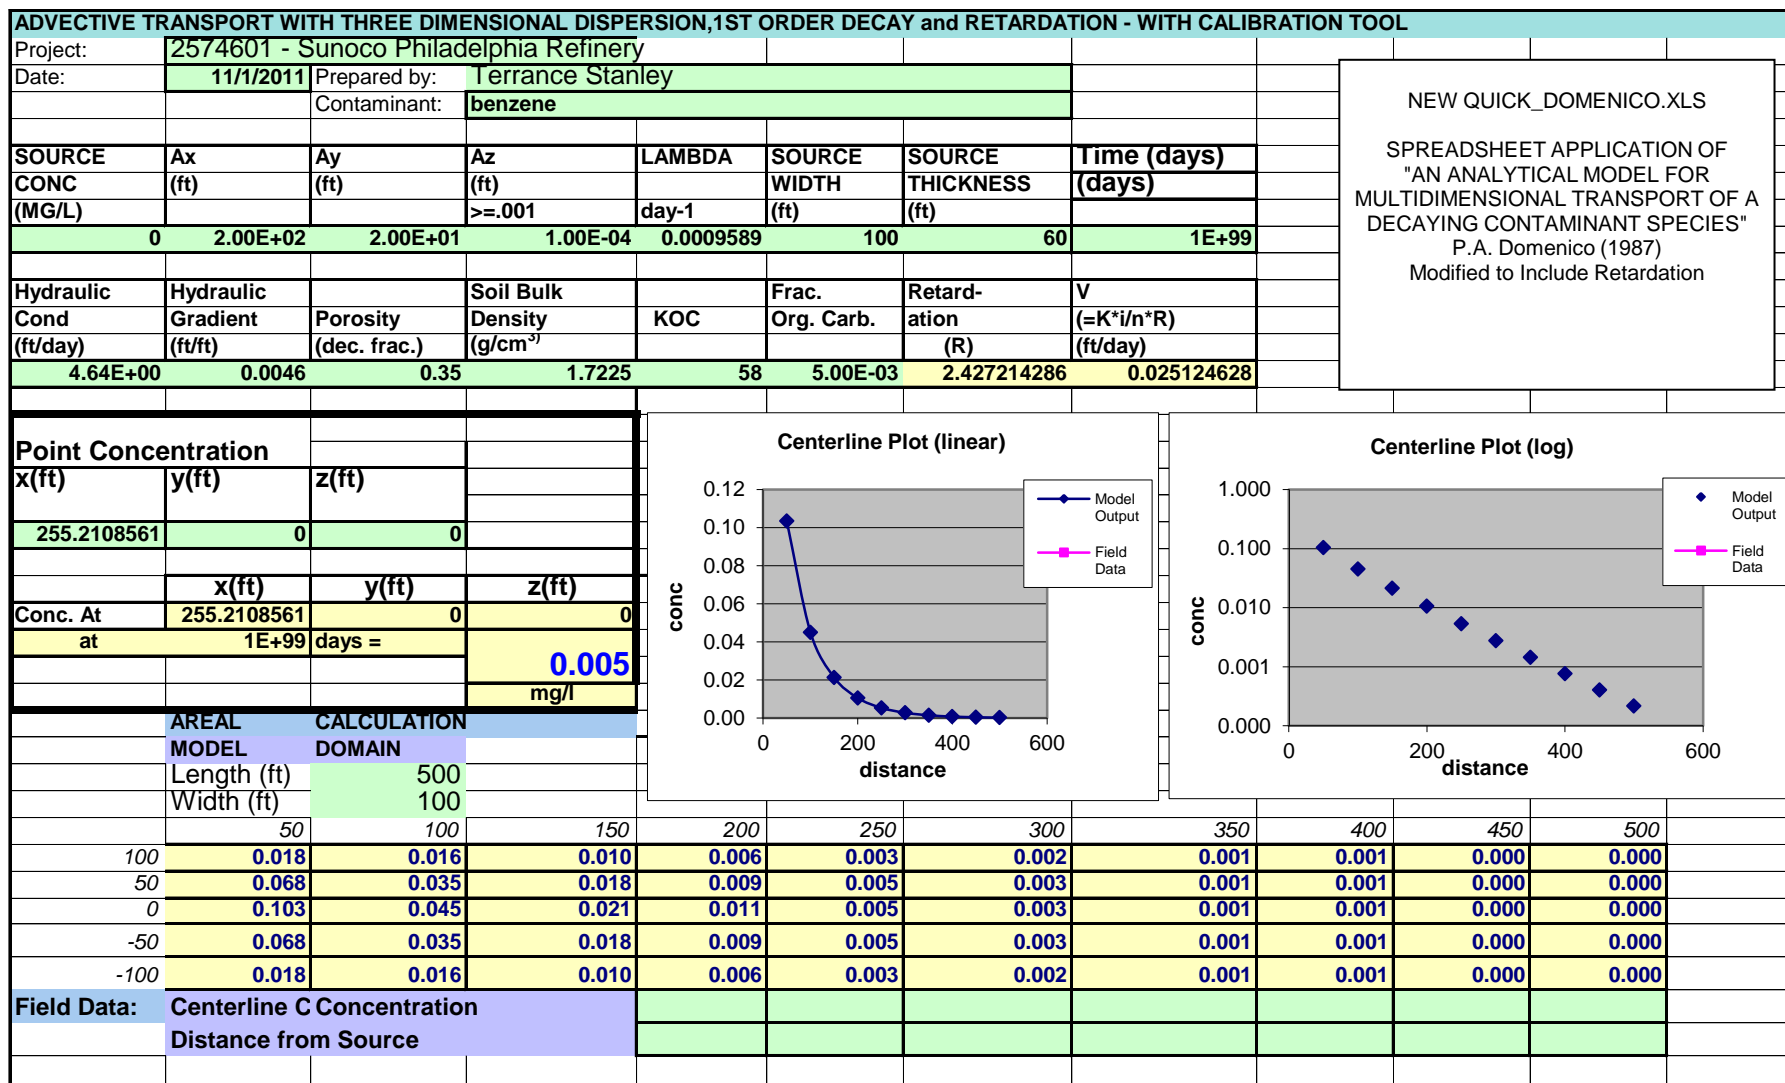 ADVECTIVE TRANSPORT WITH THREE DIMENSIONAL DISPERSION,1ST ORDER DECAY and RETARDATION - WITH CALIBRATION TOOL
Project: 2574601 - Sunoco Philadelphia Refinery
Date: 11/1/2011 Prepared by: Terrance Stanley
Contaminant: benzene
NEW QUICK_DOMENICO.XLS
SPREADSHEET APPLICATION OF
"AN ANALYTICAL MODEL FOR
MULTIDIMENSIONAL TRANSPORT OF A
DECAYING CONTAMINANT SPECIES"
P.A. Domenico (1987)
Modified to Include Retardation
SOURCE Ax Ay Az LAMBDA SOURCE SOURCE Time (days)
CONC (ft) (ft) (ft) WIDTH THICKNESS (days)
(MG/L) >=.001 day-1 (ft) (ft)
0 2.00E+02 2.00E+01 1.00E-04 0.0009589 100 60 1E+99
Hydraulic Hydraulic Soil Bulk Frac. Retard- V
Cond Gradient Porosity Density KOC Org. Carb. ation (=K*i/n*R)
(ft/day) (ft/ft) (dec. frac.) (g/cm3) (R) (ft/day)
4.64E+00 0.0046 0.35 1.7225 58 5.00E-03 2.427214286 0.025124628
Point Concentration
x(ft) y(ft) z(ft)
255.2108561 0 0
x(ft) y(ft) z(ft)
Conc. At 255.2108561 0 0
at 1E+99 days =
0.005
mg/l
Centerline Plot (linear)
0.12
0.10
0.08
0.06
0.04
0.02
0.00
conc
0 200 400 600
distance
Model Output
Field Data
Centerline Plot (log)
1.000
0.100
0.010
0.001
0.000
conc
0 200 400 600
distance
Model Output
Field Data
AREAL CALCULATION
MODEL DOMAIN
Length (ft) 500
Width (ft) 100
50 100 150 200 250 300 350 400 450 500
100 0.018 0.016 0.010 0.006 0.003 0.002 0.001 0.001 0.000 0.000
50 0.068 0.035 0.018 0.009 0.005 0.003 0.001 0.001 0.000 0.000
0 0.103 0.045 0.021 0.011 0.005 0.003 0.001 0.001 0.000 0.000
-50 0.068 0.035 0.018 0.009 0.005 0.003 0.001 0.001 0.000 0.000
-100 0.018 0.016 0.010 0.006 0.003 0.002 0.001 0.001 0.000 0.000
Field Data: Centerline C Concentration
Distance from Source